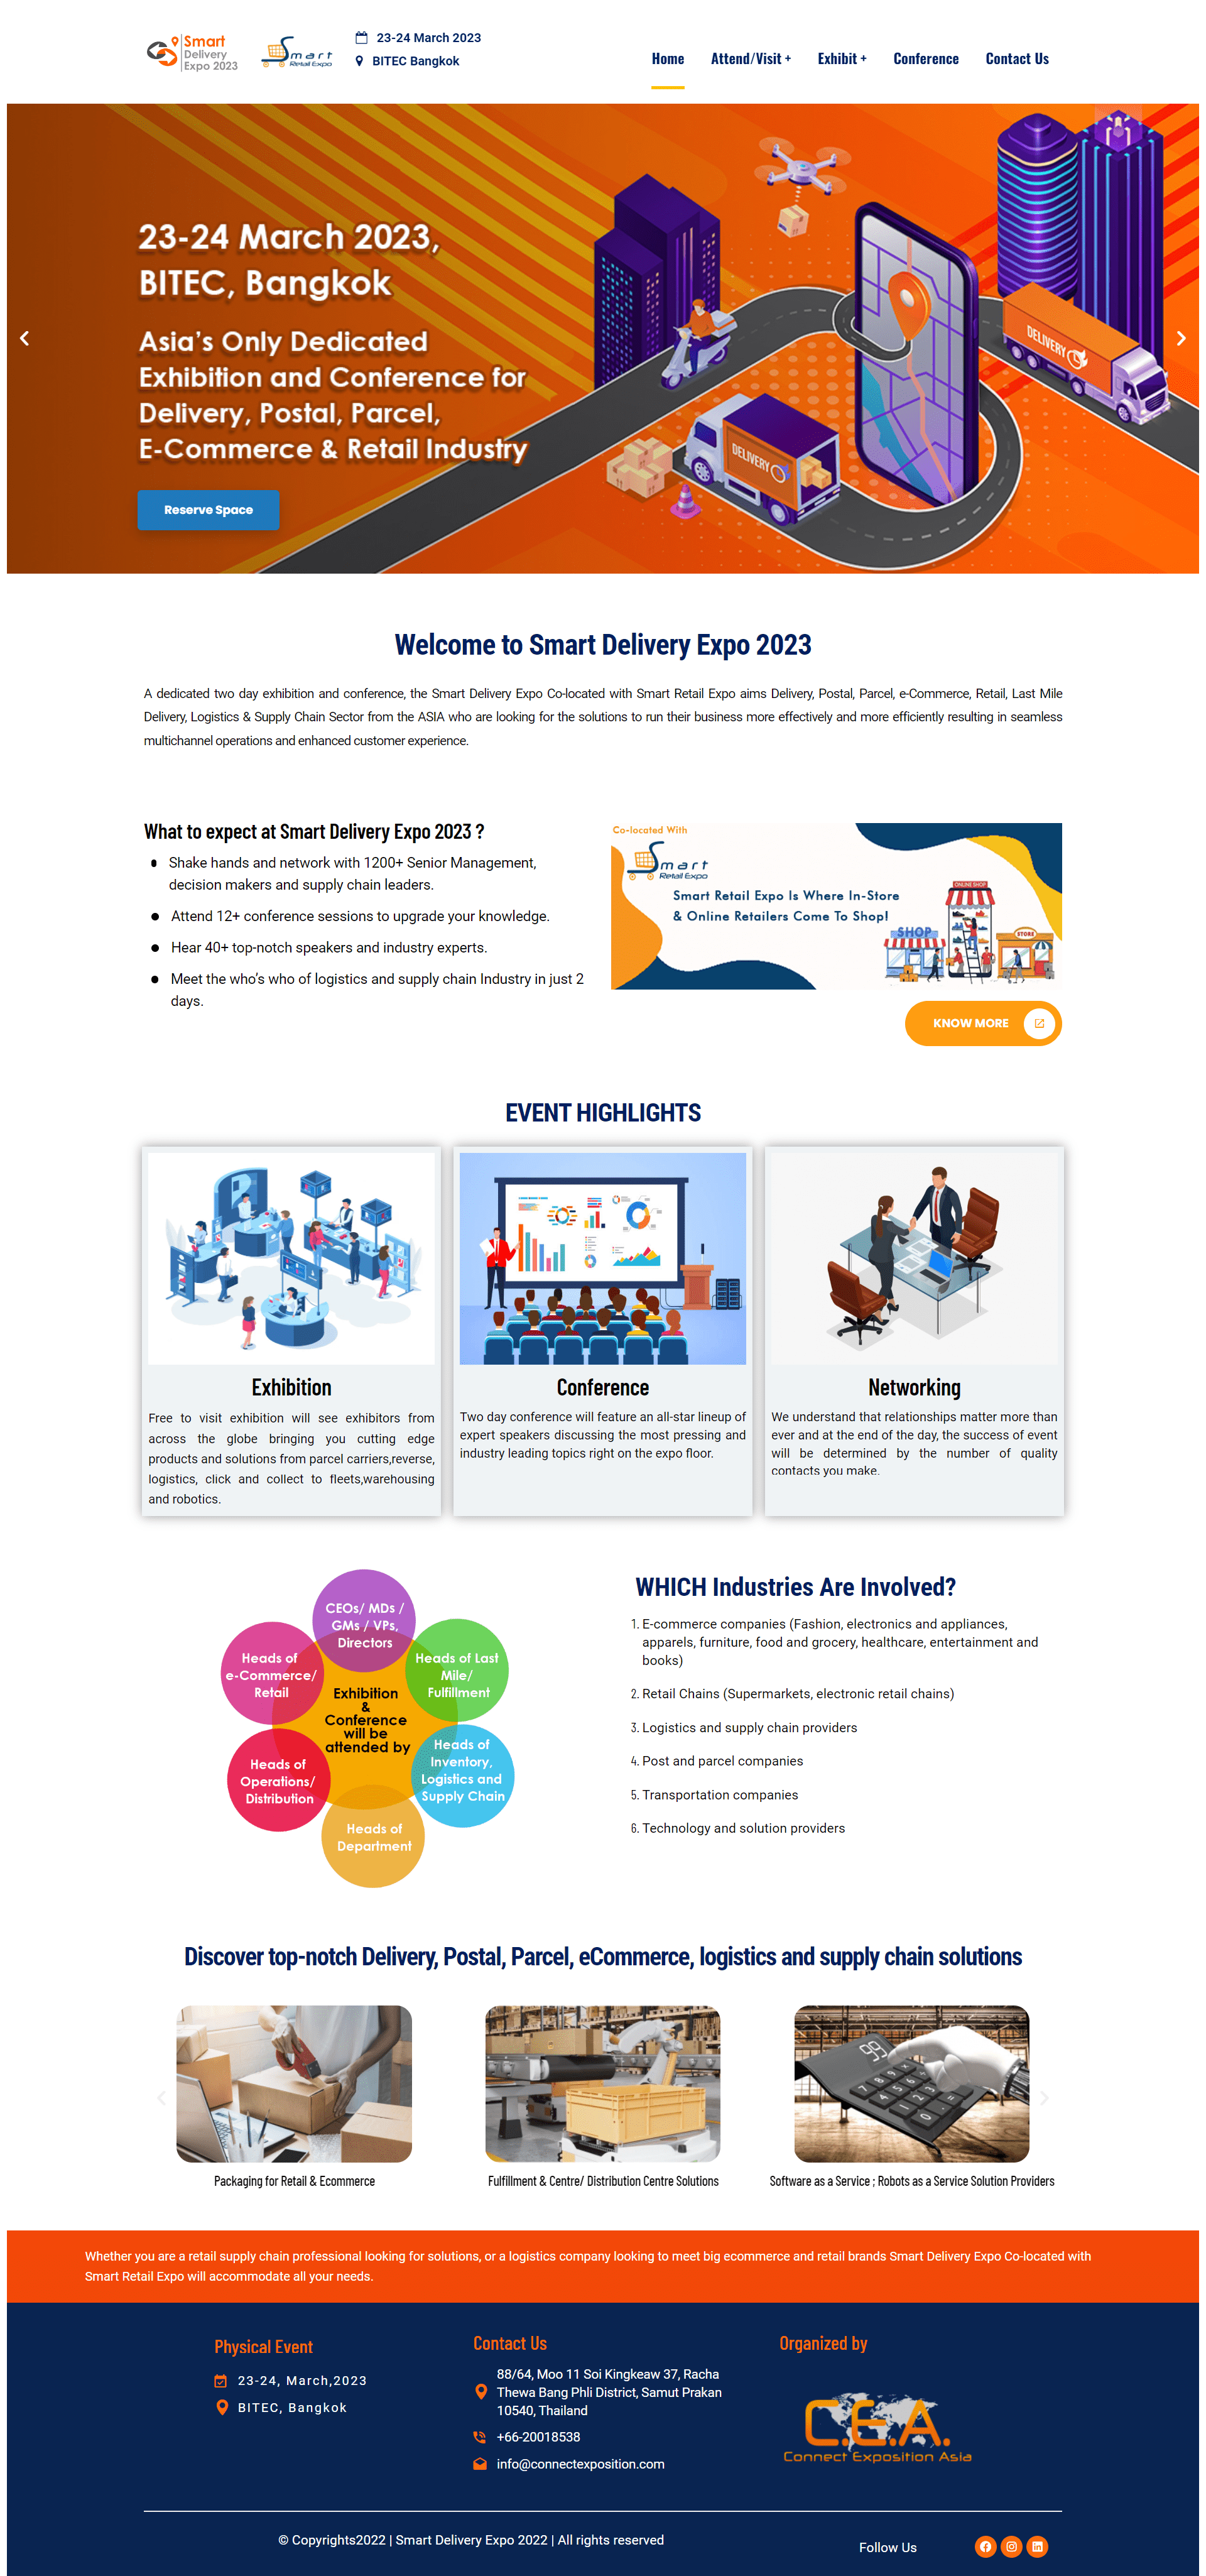 Smart
Delivery
Expo 2023
Smart
Retail Expo
23-24 March 2023
BITEC Bangkok
Home
Attend/Visit +
Exhibit +
Conference
Contact Us
23-24 March 2023,
BITEC, Bangkok
Asia's Only Dedicated
Exhibition and Conference for
Delivery, Postal, Parcel,
E-Commerce & Retail Industry
Reserve Space
DELIVERY
DELIVERY
Welcome to Smart Delivery Expo 2023
A dedicated two day exhibition and conference, the Smart Delivery Expo Co-located with Smart Retail Expo aims Delivery, Postal, Parcel, e-Commerce, Retail, Last Mile
Delivery, Logistics & Supply Chain Sector from the ASIA who are looking for the solutions to run their business more effectively and more efficiently resulting in seamless
multichannel operations and enhanced customer experience.
What to expect at Smart Delivery Expo 2023 ?
Shake hands and network with 1200+ Senior Management,
decision makers and supply chain leaders.
Attend 12+ conference sessions to upgrade your knowledge.
Hear 40+ top-notch speakers and industry experts.
Meet the who's who of logistics and supply chain Industry in just 2
days.
Co-located With
Smart
Retail Expo
Smart Retail Expo Is Where In-Store
& Online Retailers Come To Shop!
ONLINE SHOP
SHOP
STORE
KNOW MORE
EVENT HIGHLIGHTS
Exhibition
Free to visit exhibition will see exhibitors from
across the globe bringing you cutting edge
products and solutions from parcel carriers,reverse,
logistics, click and collect to fleets,warehousing
and robotics.
Conference
Two day conference will feature an all-star lineup of
expert speakers discussing the most pressing and
industry leading topics right on the expo floor.
Networking
We understand that relationships matter more than
ever and at the end of the day, the success of event
will be determined by the number of quality
contacts you make.
CEOs/ MDs /
GMs / VPs,
Directors
Heads of
e-Commerce/
Retail
Heads of Last
Mile/
Fulfillment
Exhibition
&
Conference
will be
attended by
Heads of
Operations/
Distribution
Heads of
Inventory,
Logistics and
Supply Chain
Heads of
Department
WHICH Industries Are Involved?
1. E-commerce companies (Fashion, electronics and appliances,
apparels, furniture, food and grocery, healthcare, entertainment and
books)
2. Retail Chains (Supermarkets, electronic retail chains)
3. Logistics and supply chain providers
4. Post and parcel companies
5. Transportation companies
6. Technology and solution providers
Discover top-notch Delivery, Postal, Parcel, eCommerce, logistics and supply chain solutions
Packaging for Retail & Ecommerce
Fulfillment & Centre/ Distribution Centre Solutions
Software as a Service ; Robots as a Service Solution Providers
Whether you are a retail supply chain professional looking for solutions, or a logistics company looking to meet big ecommerce and retail brands Smart Delivery Expo Co-located with
Smart Retail Expo will accommodate all your needs.
Physical Event
23-24, March,2023
BITEC, Bangkok
Contact Us
88/64, Moo 11 Soi Kingkeaw 37, Racha
Thewa Bang Phli District, Samut Prakan
10540, Thailand
+66-20018538
info@connectexposition.com
Organized by
C.E.A.
Connect Exposition Asia
© Copyrights2022 | Smart Delivery Expo 2022 | All rights reserved
Follow Us